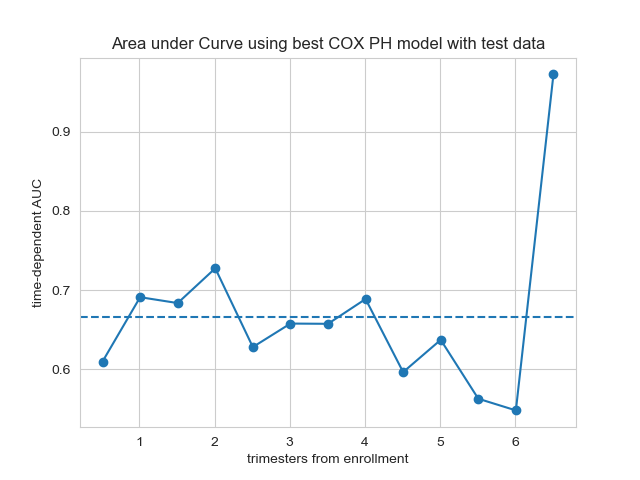 Area under Curve using best COX PH model with test data
time-dependent AUC
0.9
0.8
0.7
0.6
1 2 3 4 5 6
trimesters from enrollment